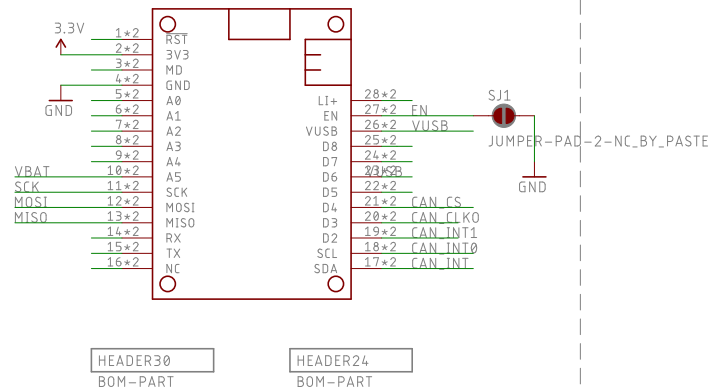 3.3V
GND
VBAT
SCK
MOSI
MISO
1*2 RST
2*2 3V3
3*2 MD
4*2 GND
5*2 A0
6*2 A1
7*2 A2
8*2 A3
9*2 A4
10*2 A5
11*2 SCK
12*2 MOSI
13*2 MISO
14*2 RX
15*2 TX
16*2 NC
LI+ 28*2
EN 27*2 EN
VUSB 26*2 VUSB
D8 25*2
D7 24*2
D6 23*2 VUSB
D5 22*2
D4 21*2 CAN_CS
D3 20*2 CAN_CLKO
D2 19*2 CAN_INT1
SCL 18*2 CAN_INT0
SDA 17*2 CAN_INT
SJ1
JUMPER-PAD-2-NC_BY_PASTE
GND
HEADER30
BOM-PART
HEADER24
BOM-PART